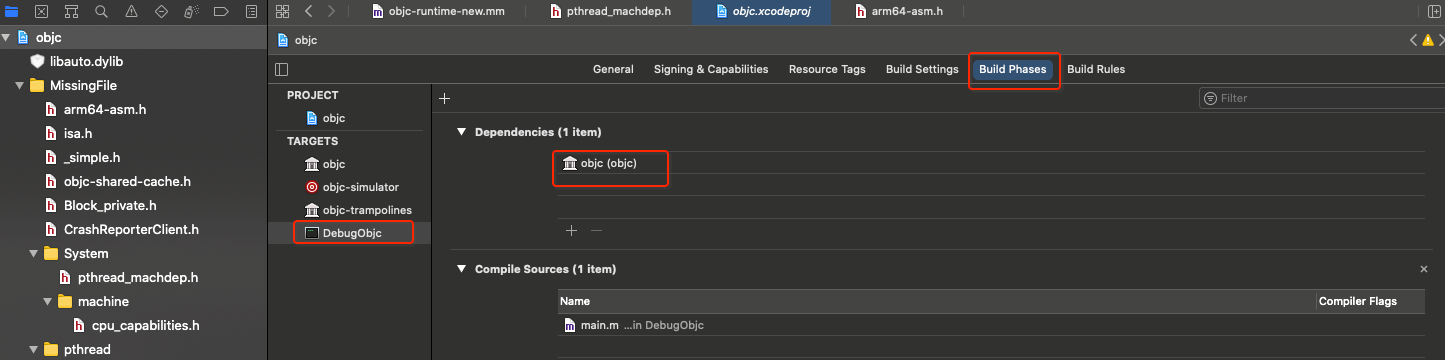 objc-runtime-new.mm
pthread_machdep.h
objc.xcodeproj
arm64-asm.h
objc
libauto.dylib
MissingFile
arm64-asm.h
isa.h
_simple.h
objc-shared-cache.h
Block_private.h
CrashReporterClient.h
System
pthread_machdep.h
machine
cpu_capabilities.h
pthread
objc
General Signing & Capabilities Resource Tags Build Settings Build Phases Build Rules
PROJECT
objc
TARGETS
objc
objc-simulator
objc-trampolines
DebugObjc
Filter
Dependencies (1 item)
objc (objc)
Compile Sources (1 item)
Name Compiler Flags
main.m ...in DebugObjc